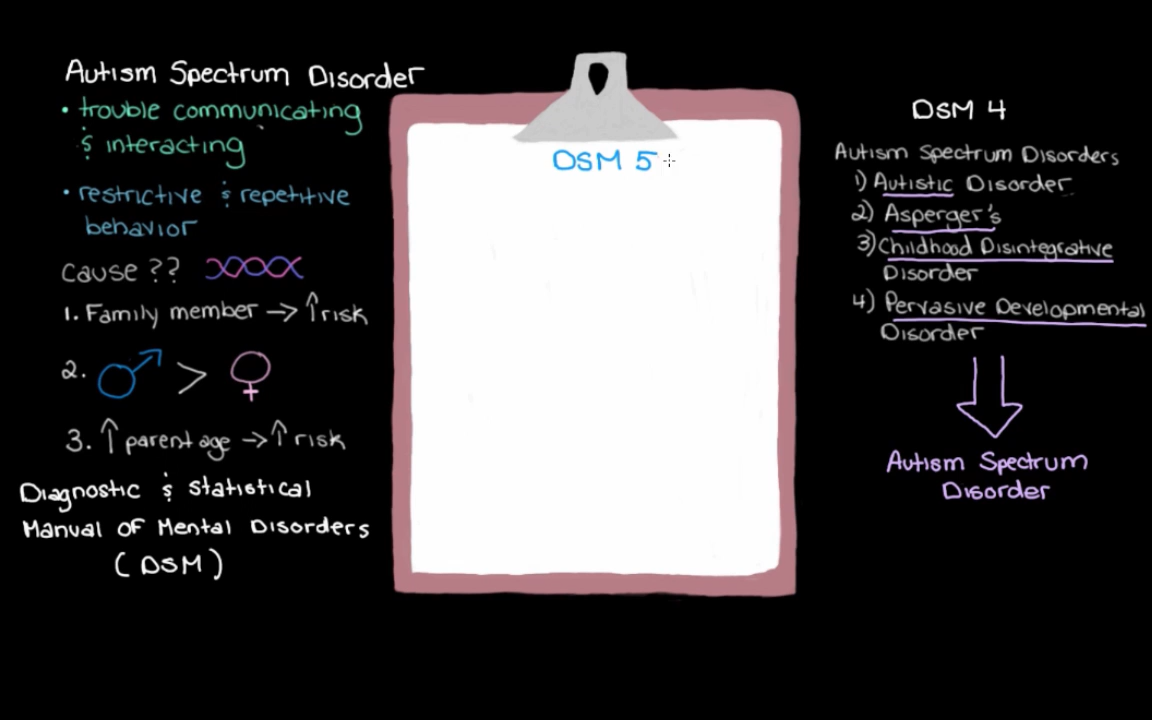 Autism Spectrum Disorder
• trouble communicating
& interacting
• restrictive & repetitive
behavior
cause ??
1. Family member → ↑ risk
2. ♂ > ♀
3. ↑ parent age → ↑ risk
Diagnostic & Statistical
Manual of Mental Disorders
(DSM)
DSM 5
DSM 4
Autism Spectrum Disorders
1) Autistic Disorder
2) Asperger's
3) Childhood Disintegrative
Disorder
4) Pervasive Developmental
Disorder
Autism Spectrum
Disorder